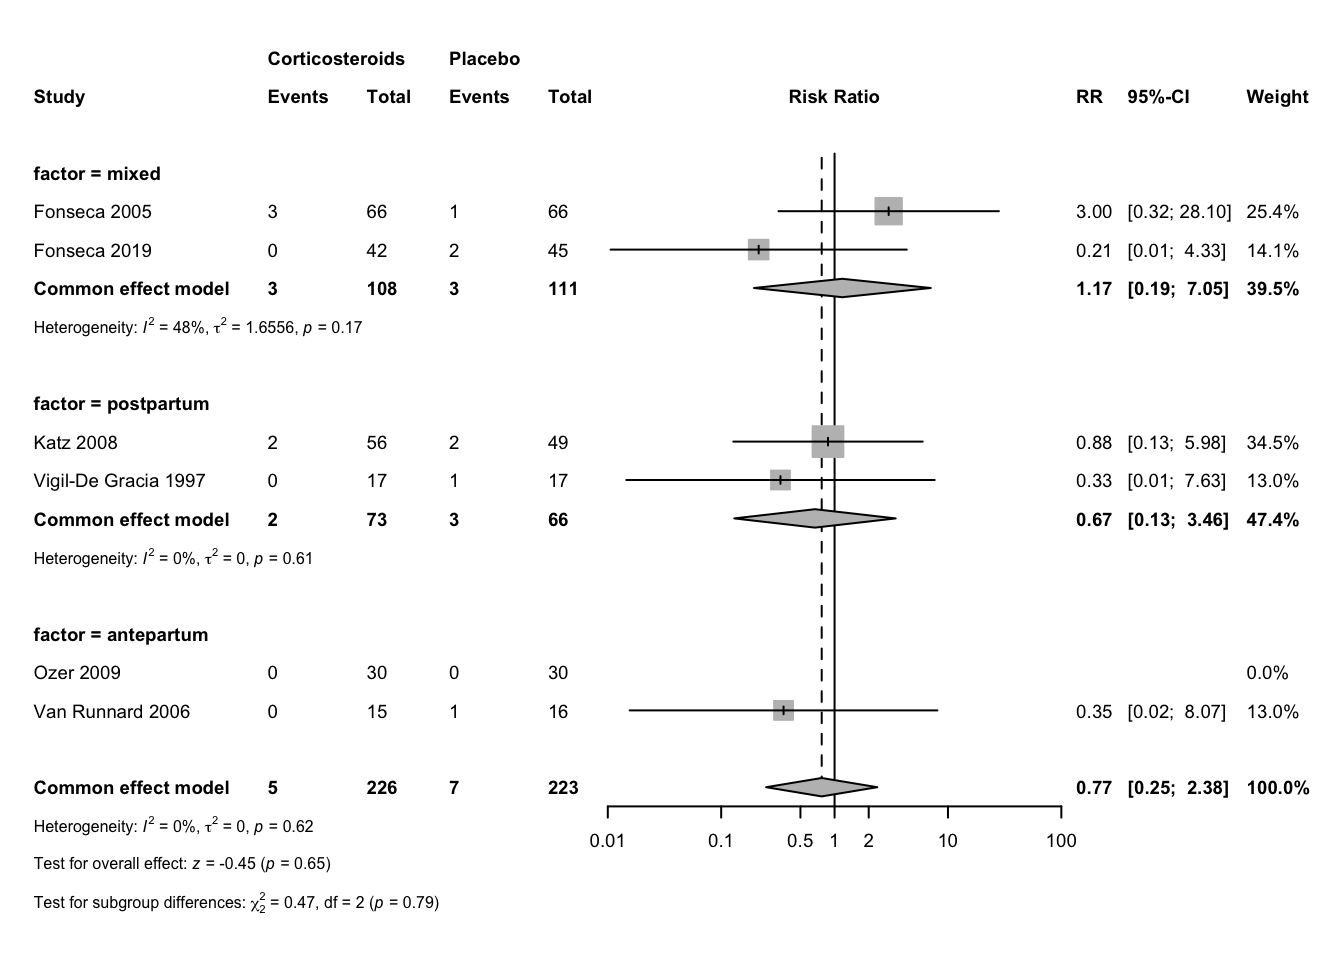 Corticosteroids Placebo
Study Events Total Events Total Risk Ratio RR 95%-CI Weight
factor = mixed
Fonseca 2005 3 66 1 66 3.00 [0.32; 28.10] 25.4%
Fonseca 2019 0 42 2 45 0.21 [0.01; 4.33] 14.1%
Common effect model 3 108 3 111 1.17 [0.19; 7.05] 39.5%
Heterogeneity: I² = 48%, τ² = 1.6556, p = 0.17
factor = postpartum
Katz 2008 2 56 2 49 0.88 [0.13; 5.98] 34.5%
Vigil-De Gracia 1997 0 17 1 17 0.33 [0.01; 7.63] 13.0%
Common effect model 2 73 3 66 0.67 [0.13; 3.46] 47.4%
Heterogeneity: I² = 0%, τ² = 0, p = 0.61
factor = antepartum
Ozer 2009 0 30 0 30 0.0%
Van Runnard 2006 0 15 1 16 0.35 [0.02; 8.07] 13.0%
Common effect model 5 226 7 223 0.77 [0.25; 2.38] 100.0%
Heterogeneity: I² = 0%, τ² = 0, p = 0.62
0.01 0.1 0.5 1 2 10 100
Test for overall effect: z = -0.45 (p = 0.65)
Test for subgroup differences: χ²₂ = 0.47, df = 2 (p = 0.79)